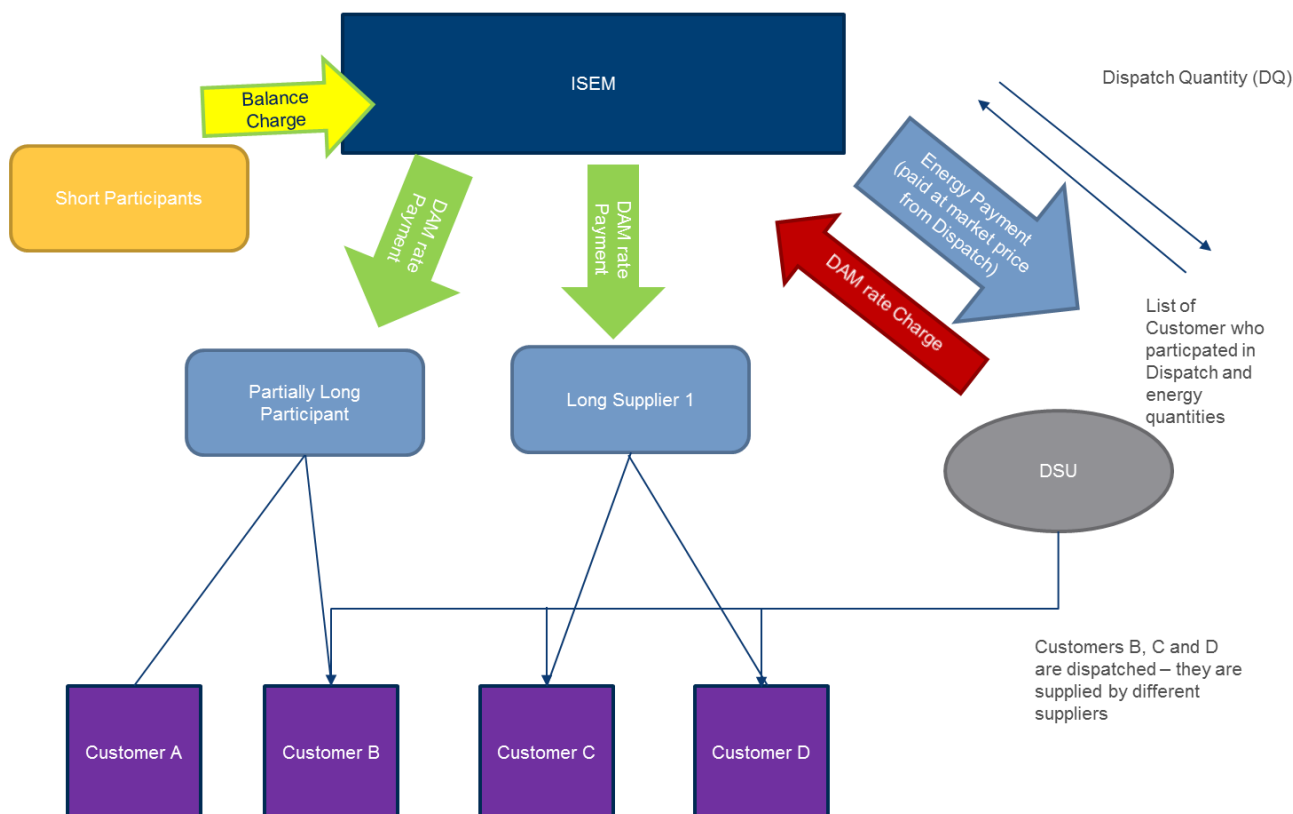 ISEM
Dispatch Quantity (DQ)
Balance
Charge
Short Participants
DAM rate
Payment
DAM rate
Payment
Energy Payment
(paid at market price
from Dispatch)
DAM rate Charge
List of
Customer who
particpated in
Dispatch and
energy
quantities
Partially Long
Participant
Long Supplier 1
DSU
Customers B, C and D
are dispatched – they are
supplied by different
suppliers
Customer A
Customer B
Customer C
Customer D